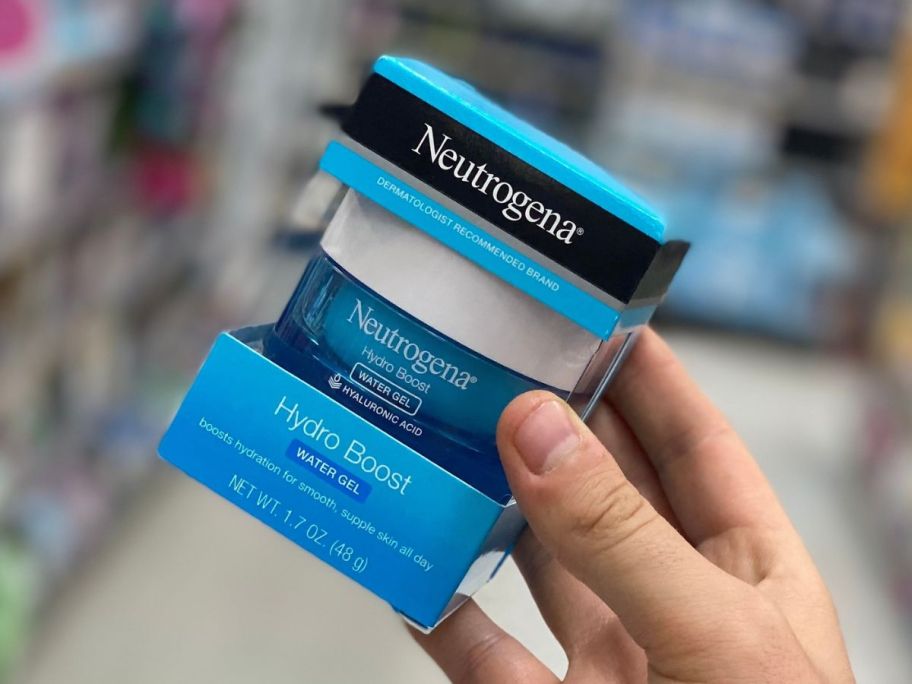 Neutrogena®
DERMATOLOGIST RECOMMENDED BRAND
Neutrogena®
Hydro Boost
WATER GEL
HYALURONIC ACID
Hydro Boost
WATER GEL
boosts hydration for smooth, supple skin all day
NET WT. 1.7 OZ. (48 g)